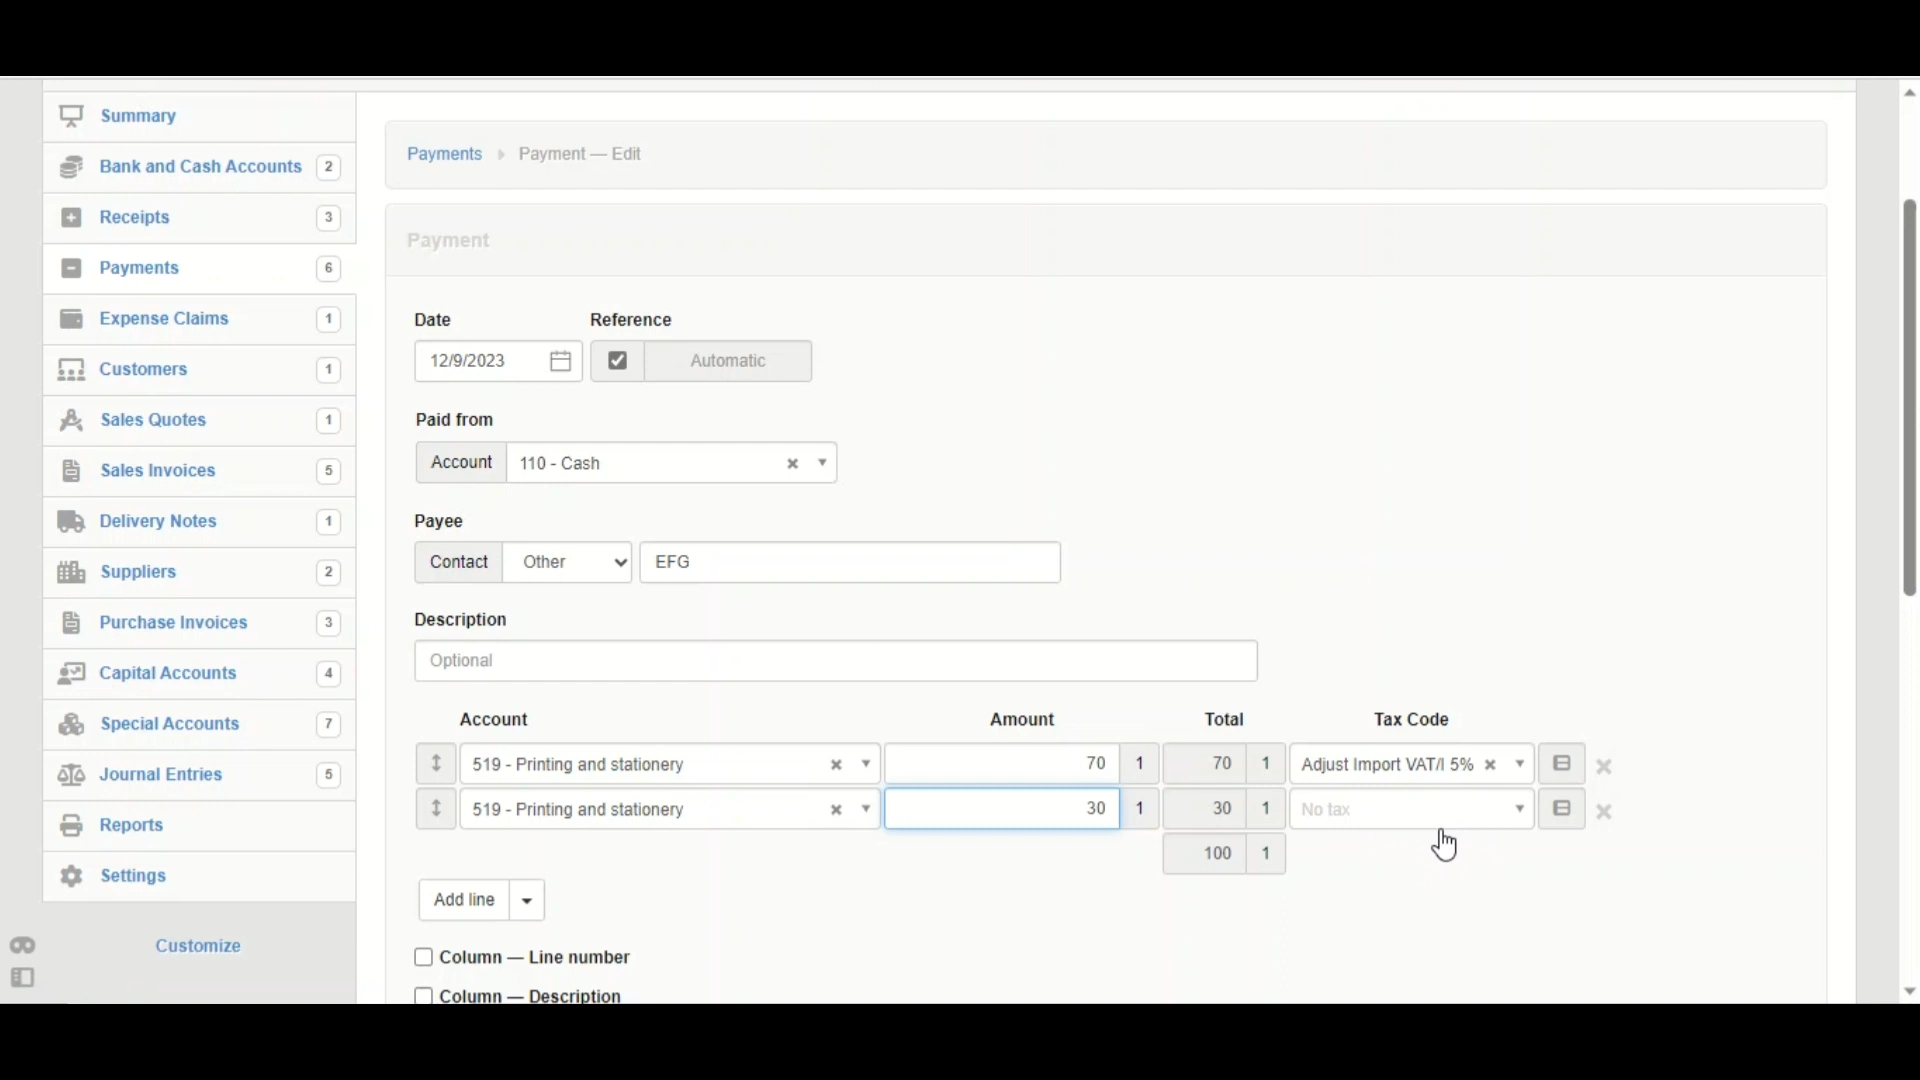 Summary
Bank and Cash Accounts 2
Receipts 3
Payments 6
Expense Claims 1
Customers 1
Sales Quotes 1
Sales Invoices 5
Delivery Notes 1
Suppliers 2
Purchase Invoices 3
Capital Accounts 4
Special Accounts 7
Journal Entries 5
Reports
Settings
Customize
Payments Payment — Edit
Payment
Date Reference
12/9/2023 Automatic
Paid from
Account 110 - Cash
Payee
Contact Other EFG
Description
Optional
Account Amount Total Tax Code
519 - Printing and stationery 70 1 70 1 Adjust Import VAT/I 5%
519 - Printing and stationery 30 1 30 1 No tax
100 1
Add line
Column — Line number
Column — Description